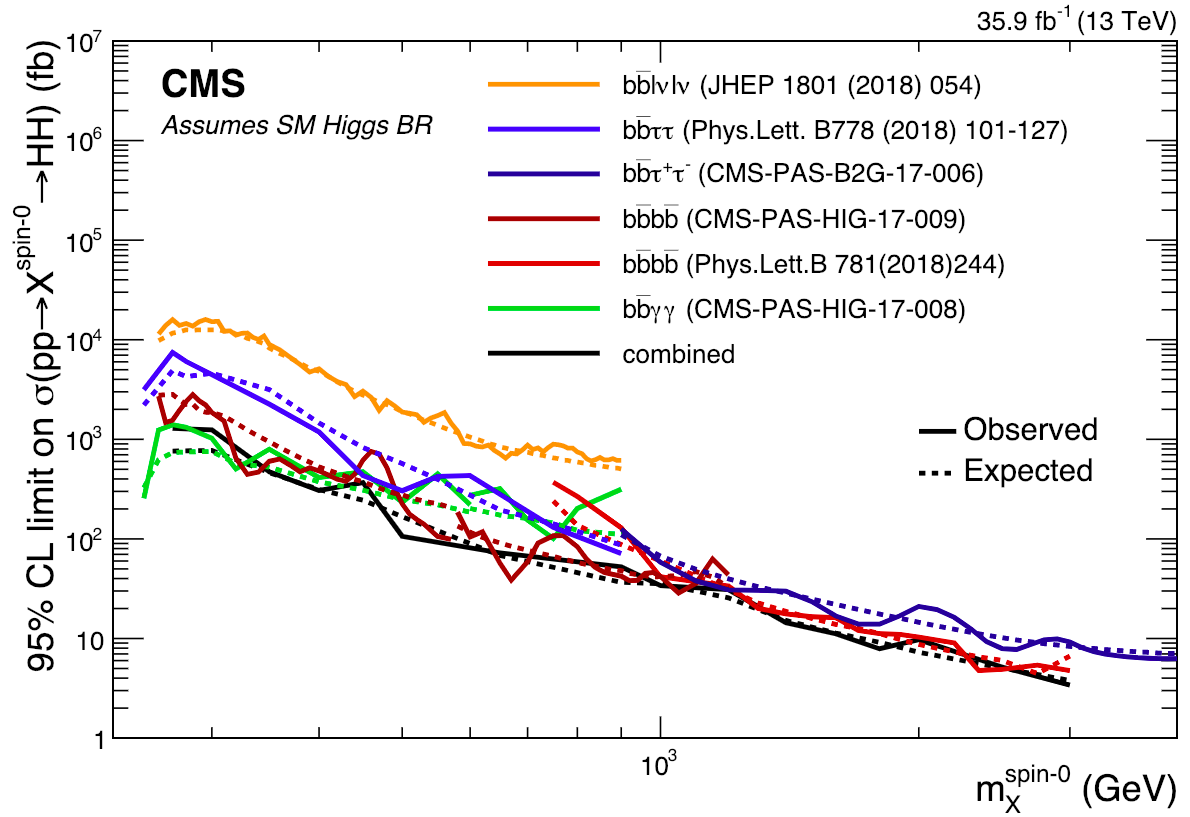 35.9 fb⁻¹ (13 TeV)
95% CL limit on σ(pp→X^spin-0→HH) (fb)
10⁷
10⁶
10⁵
10⁴
10³
10²
10
1
CMS
Assumes SM Higgs BR
bb̅lνlν (JHEP 1801 (2018) 054)
bb̅ττ (Phys.Lett. B778 (2018) 101-127)
bb̅τ⁺τ⁻ (CMS-PAS-B2G-17-006)
bb̅bb̅ (CMS-PAS-HIG-17-009)
bb̅bb̅ (Phys.Lett.B 781(2018)244)
bb̅γγ (CMS-PAS-HIG-17-008)
combined
Observed
Expected
10³
m_X^spin-0 (GeV)